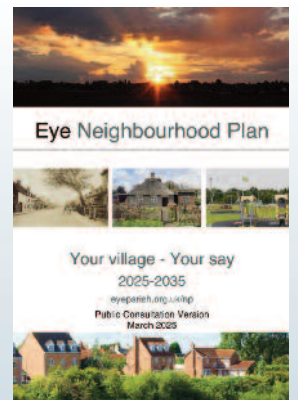 Eye Neighbourhood Plan
Your village - Your say
2025-2035
eyeparish.org.uk/np
Public Consultation Version
March 2025